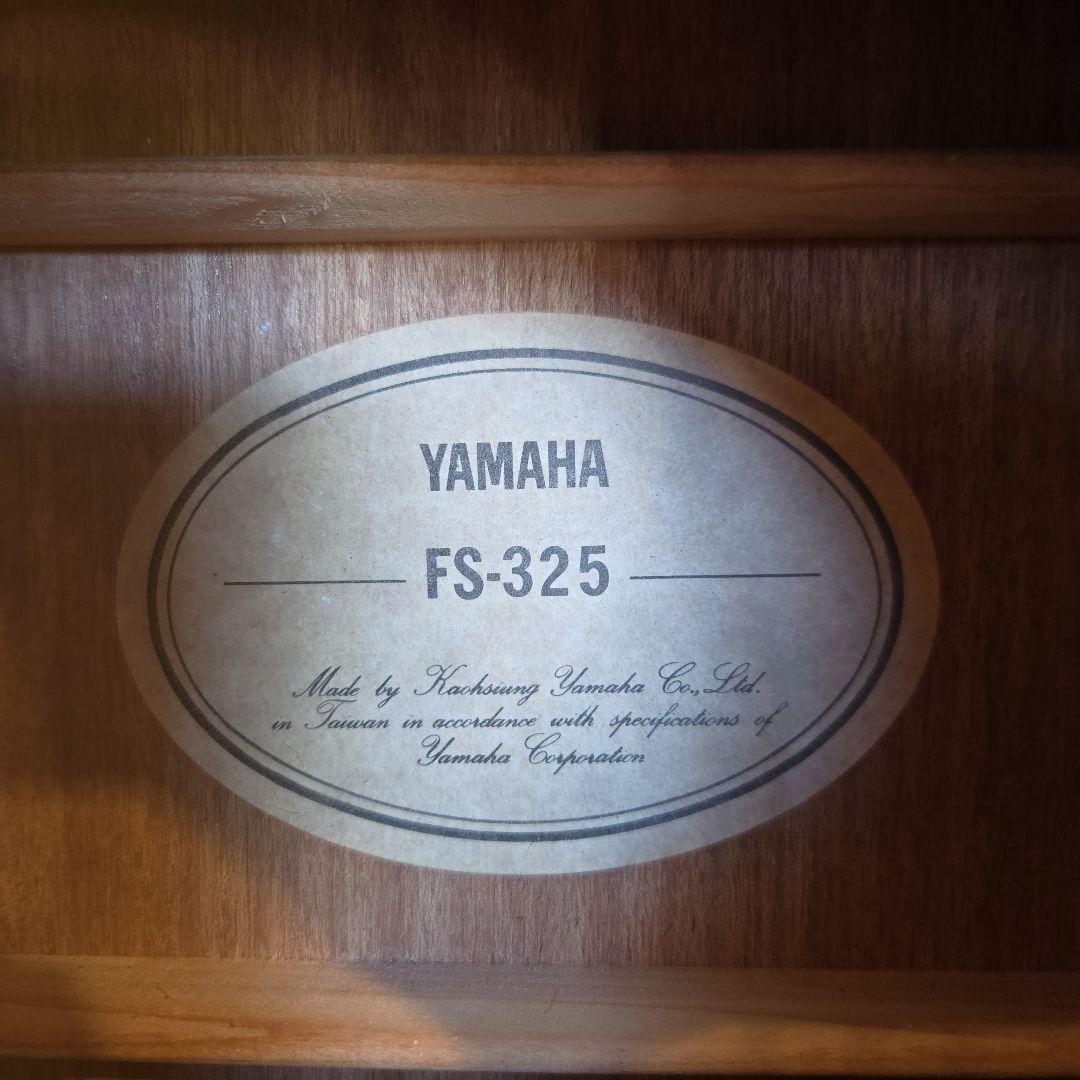 YAMAHA
FS-325
Made by Kaohsiung Yamaha Co., Ltd.
in Taiwan in accordance with specifications of
Yamaha Corporation